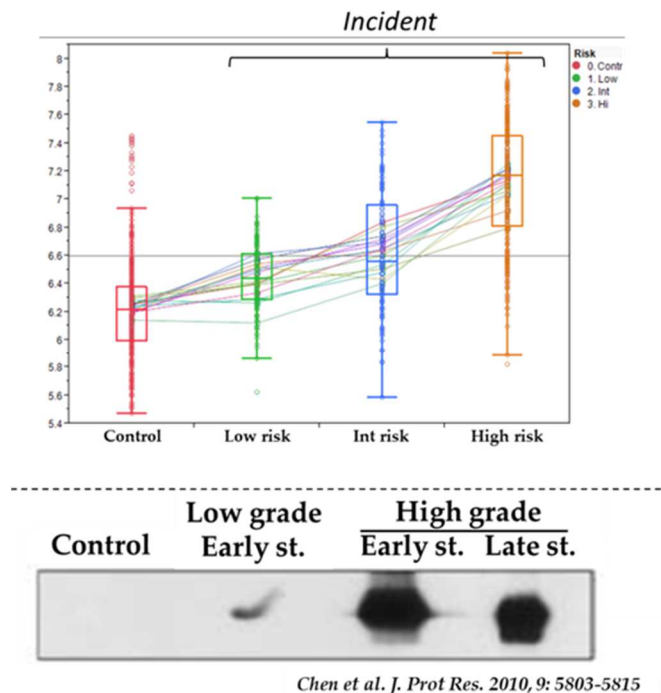 Incident
Risk
0. Contr
1. Low
2. Int
3. Hi
8
7.8
7.6
7.4
7.2
7
6.8
6.6
6.4
6.2
6
5.8
5.6
5.4
Control Low risk Int risk High risk
Low grade High grade
Control Early st. Early st. Late st.
Chen et al. J. Prot Res. 2010, 9: 5803-5815